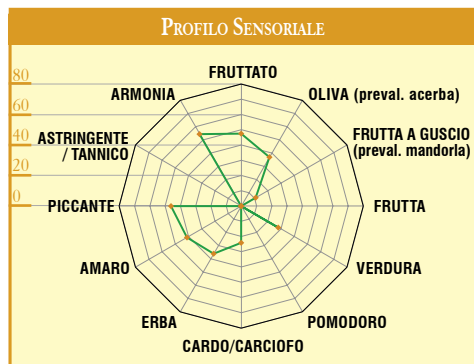 PROFILO SENSORIALE
80
60
40
20
0
FRUTTATO
OLIVA (preval. acerba)
FRUTTA A GUSCIO
(preval. mandorla)
FRUTTA
VERDURA
POMODORO
CARDO/CARCIOFO
ERBA
AMARO
PICCANTE
ASTRINGENTE
/ TANNICO
ARMONIA